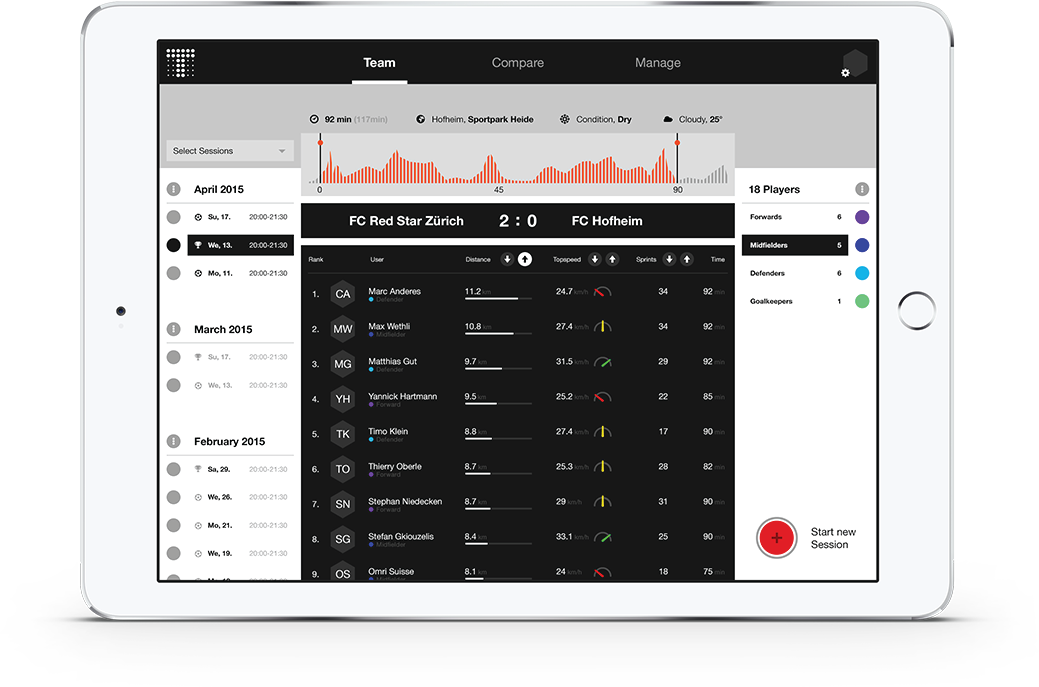 Team Compare Manage
92 min (117min) Hofheim, Sportpark Heide Condition, Dry Cloudy, 25°
Select Sessions
0 45 90
April 2015
Su, 17. 20:00-21:30
We, 13. 20:00-21:30
Mo, 11. 20:00-21:30
March 2015
Su, 17. 20:00-21:30
We, 13. 20:00-21:30
February 2015
Sa, 29. 20:00-21:30
We, 26. 20:00-21:30
Mo, 21. 20:00-21:30
We, 19. 20:00-21:30
FC Red Star Zürich 2 : 0 FC Hofheim
Rank User Distance Topspeed Sprints Time
1. CA Marc Anderes 11.2 km 24.7 km/h 34 92 min
Defender
2. MW Max Wethli 10.8 km 27.4 km/h 34 92 min
Midfielder
3. MG Matthias Gut 9.7 km 31.5 km/h 29 92 min
Defender
4. YH Yannick Hartmann 9.5 km 25.2 km/h 22 85 min
Forward
5. TK Timo Klein 8.8 km 27.4 km/h 17 90 min
Defender
6. TO Thierry Oberle 8.7 km 25.3 km/h 28 82 min
Forward
7. SN Stephan Niedecken 8.7 km 29 km/h 31 90 min
Forward
8. SG Stefan Gkiouzelis 8.4 km 33.1 km/h 25 90 min
Midfielder
9. OS Omri Suisse 8.1 km 24 km/h 18 75 min
18 Players
Forwards 6
Midfielders 5
Defenders 6
Goalkeepers 1
Start new
Session